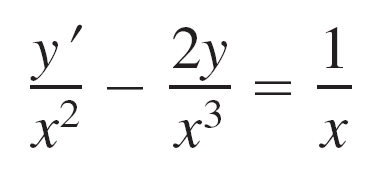 y′/x² − 2y/x³ = 1/x